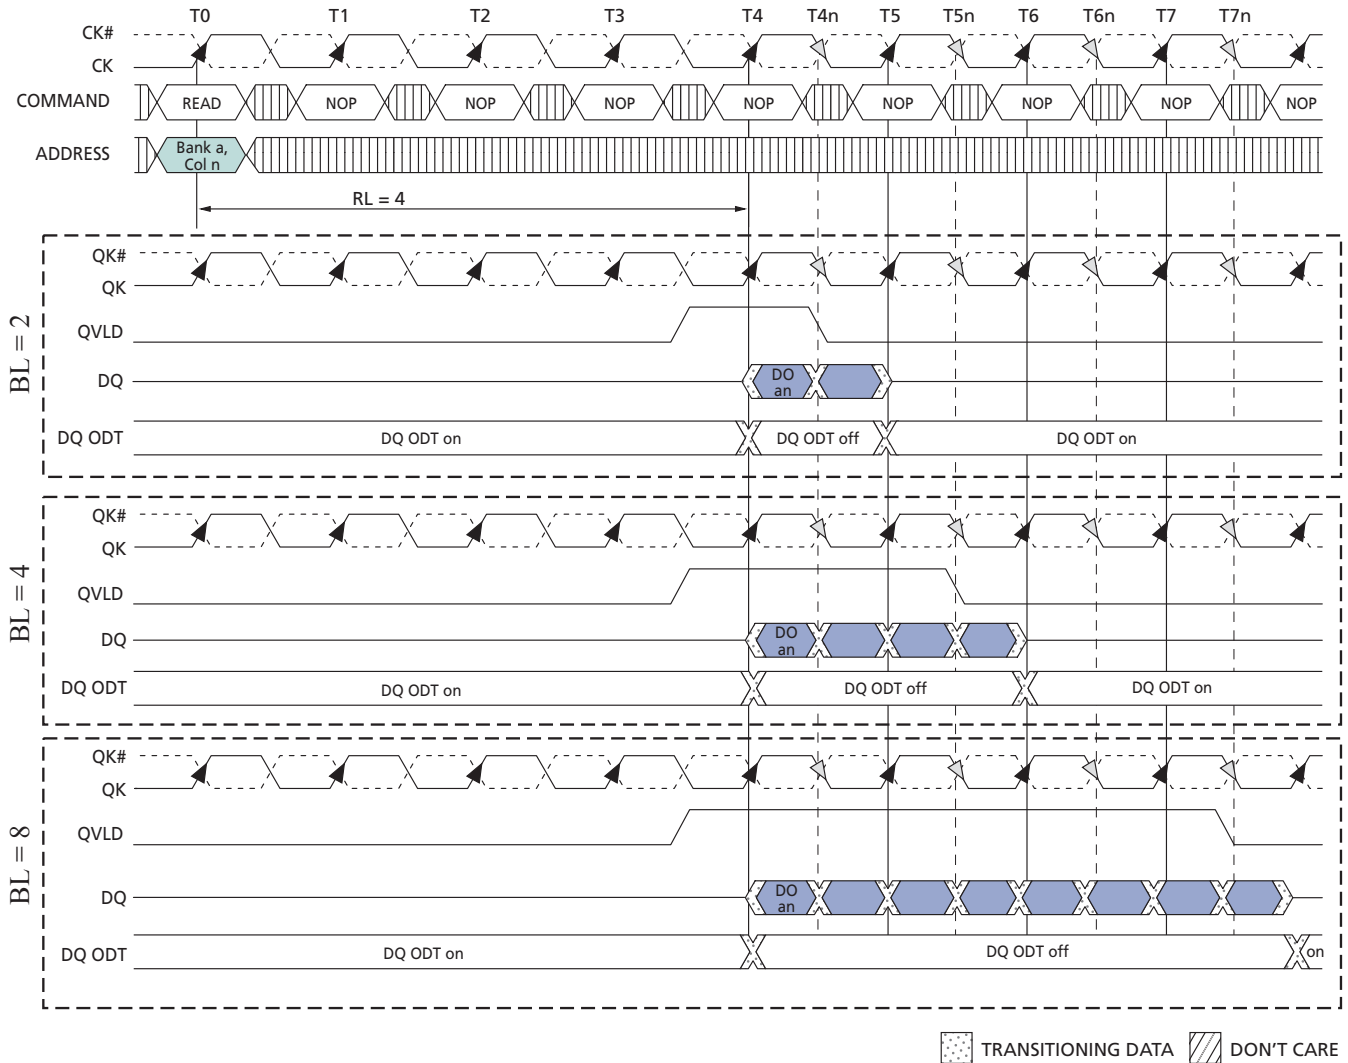 T0 T1 T2 T3 T4 T4n T5 T5n T6 T6n T7 T7n
CK#
CK
COMMAND READ NOP NOP NOP NOP NOP NOP NOP NOP
ADDRESS Bank a,
Col n
RL = 4
BL = 2
QK#
QK
QVLD
DQ DO
an
DQ ODT DQ ODT on DQ ODT off DQ ODT on
BL = 4
QK#
QK
QVLD
DQ DO
an
DQ ODT DQ ODT on DQ ODT off DQ ODT on
BL = 8
QK#
QK
QVLD
DQ DO
an
DQ ODT DQ ODT on DQ ODT off on
TRANSITIONING DATA DON'T CARE